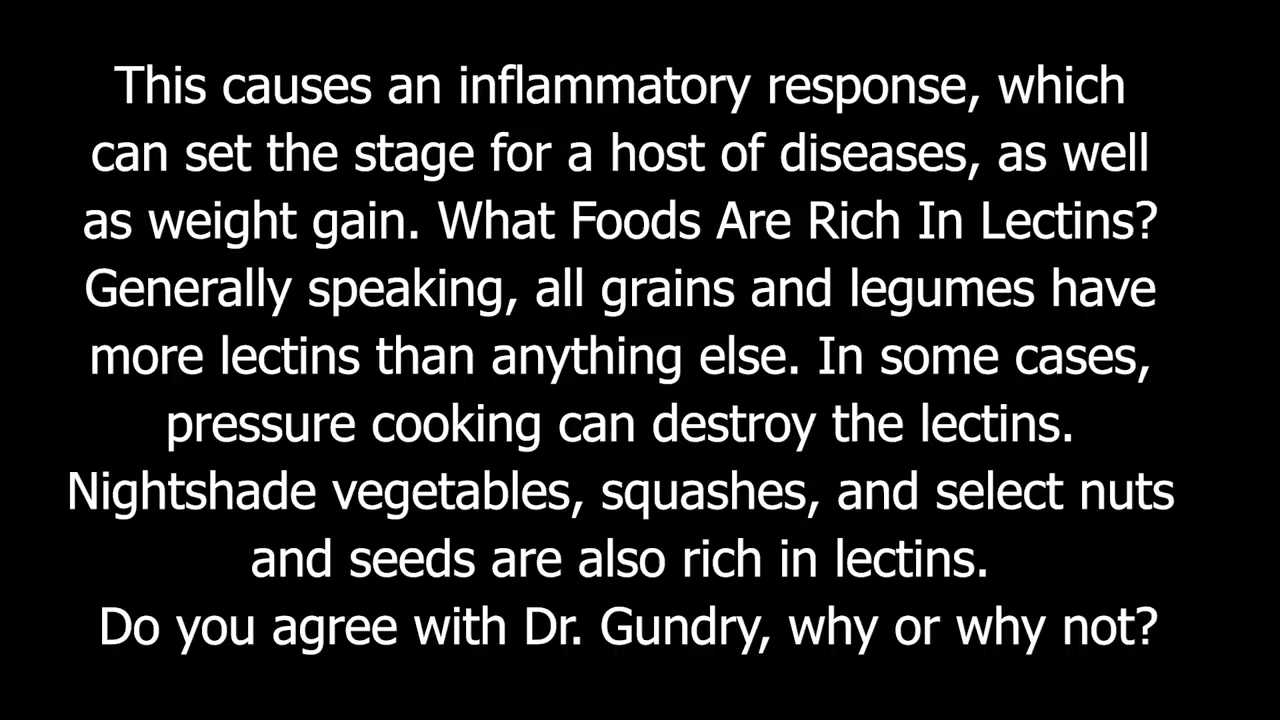 This causes an inflammatory response, which
can set the stage for a host of diseases, as well
as weight gain. What Foods Are Rich In Lectins?
Generally speaking, all grains and legumes have
more lectins than anything else. In some cases,
pressure cooking can destroy the lectins.
Nightshade vegetables, squashes, and select nuts
and seeds are also rich in lectins.
Do you agree with Dr. Gundry, why or why not?